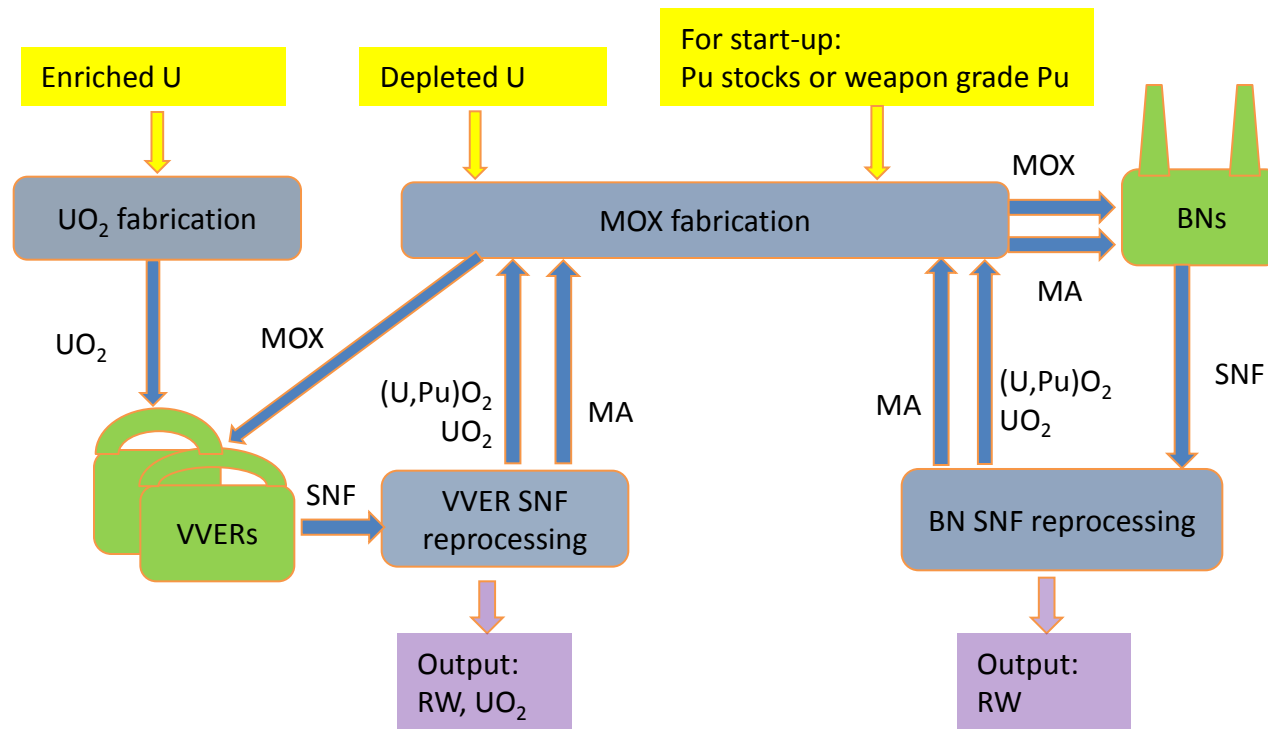 Enriched U
Depleted U
For start-up:
Pu stocks or weapon grade Pu
UO₂ fabrication
MOX fabrication
MOX
BNs
MA
UO₂
MOX
(U,Pu)O₂
UO₂
MA
MA
(U,Pu)O₂
UO₂
SNF
VVERs
SNF
VVER SNF
reprocessing
BN SNF reprocessing
Output:
RW, UO₂
Output:
RW